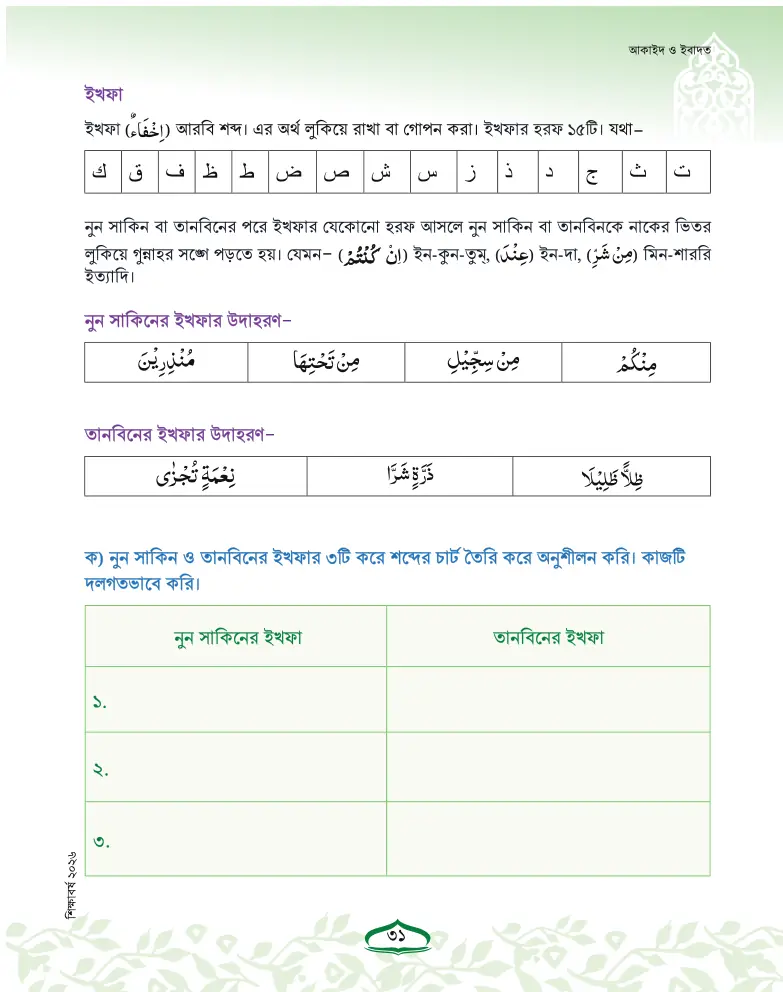 আকাইদ ও ইবাদত
ইখফা
ইখফা (اِخْفَاءٌ) আরবি শব্দ। এর অর্থ লুকিয়ে রাখা বা গোপন করা। ইখফার হরফ ১৫টি। যথা–
ت ث ج د ذ ز س ش ص ض ط ظ ف ق ك
নুন সাকিন বা তানবিনের পরে ইখফার যেকোনো হরফ আসলে নুন সাকিন বা তানবিনকে নাকের ভিতর
লুকিয়ে গুন্নাহর সঙ্গে পড়তে হয়। যেমন– (اِنْ كُنْتُمْ) ইন-কুন-তুম্, (عِنْدَ) ইন-দা, (مِنْ شَرِّ) মিন-শাররি
ইত্যাদি।
নুন সাকিনের ইখফার উদাহরণ–
مِنْكُمْ مِنْ سِجِّيْلٍ مِنْ تَحْتِهَا مُنْذِرِيْنَ
তানবিনের ইখফার উদাহরণ–
ظِلًّا ظَلِيْلَا ذَرَّةٍ شَرًّا نِعْمَةٍ تُجْزٰى
ক) নুন সাকিন ও তানবিনের ইখফার ৩টি করে শব্দের চার্ট তৈরি করে অনুশীলন করি। কাজটি
দলগতভাবে করি।
নুন সাকিনের ইখফা তানবিনের ইখফা
১.
২.
৩.
শিক্ষাবর্ষ ২০২৬
৩১